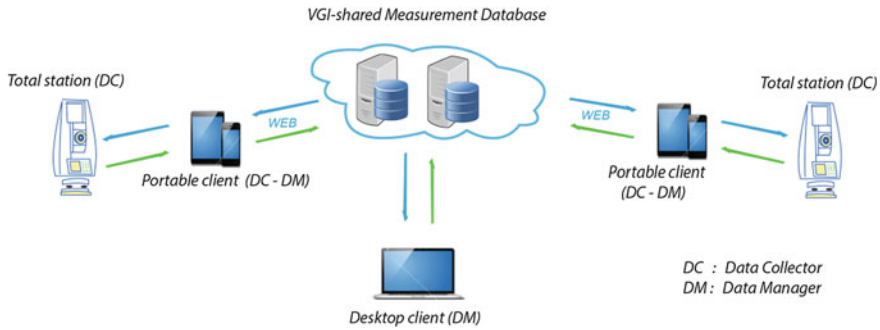 VGI-shared Measurement Database
Total station (DC)
Total station (DC)
WEB
WEB
Portable client (DC - DM)
Portable client
(DC - DM)
DC : Data Collector
DM : Data Manager
Desktop client (DM)